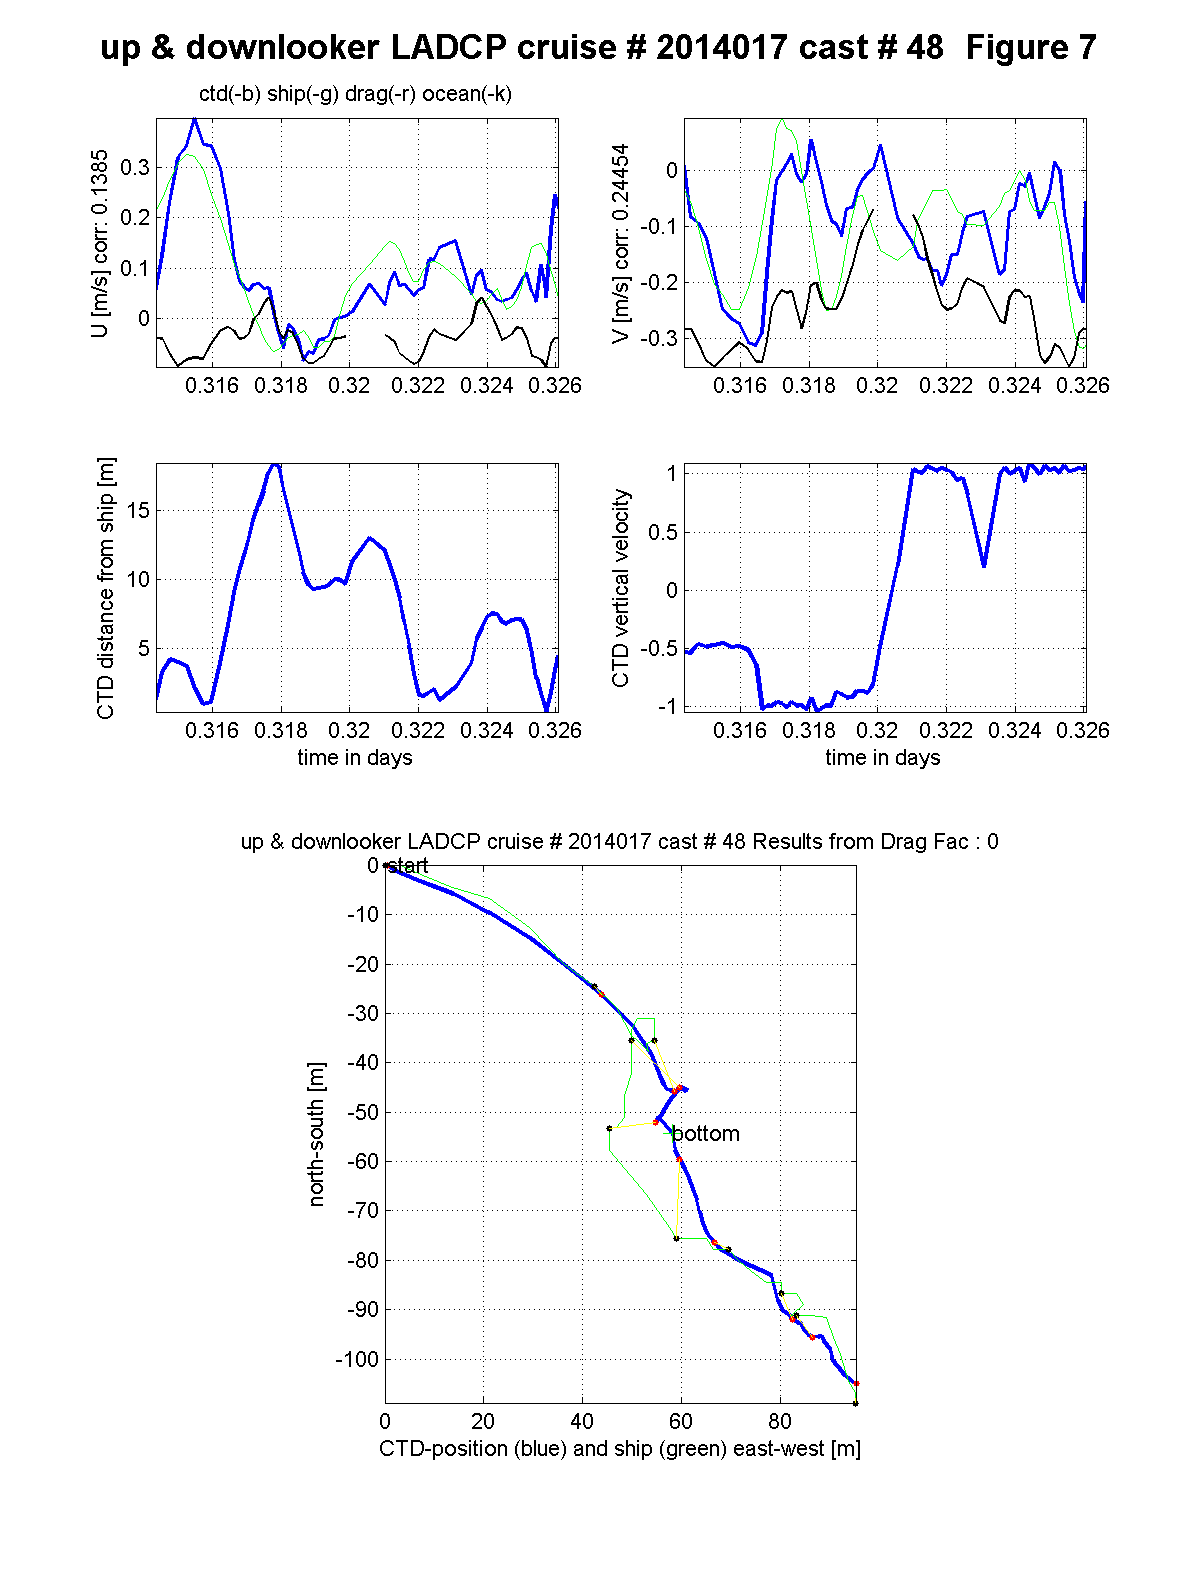 up & downlooker LADCP cruise # 2014017 cast # 48  Figure 7
ctd(-b) ship(-g) drag(-r) ocean(-k)
U [m/s] corr: 0.1385
0.3
0.2
0.1
0
0.316 0.318 0.32 0.322 0.324 0.326
V [m/s] corr: 0.24454
0
-0.1
-0.2
-0.3
0.316 0.318 0.32 0.322 0.324 0.326
CTD distance from ship [m]
15
10
5
0.316 0.318 0.32 0.322 0.324 0.326
time in days
CTD vertical velocity
1
0.5
0
-0.5
-1
0.316 0.318 0.32 0.322 0.324 0.326
time in days
up & downlooker LADCP cruise # 2014017 cast # 48 Results from Drag Fac : 0
north-south [m]
0
-10
-20
-30
-40
-50
-60
-70
-80
-90
-100
start
bottom
0 20 40 60 80
CTD-position (blue) and ship (green) east-west [m]